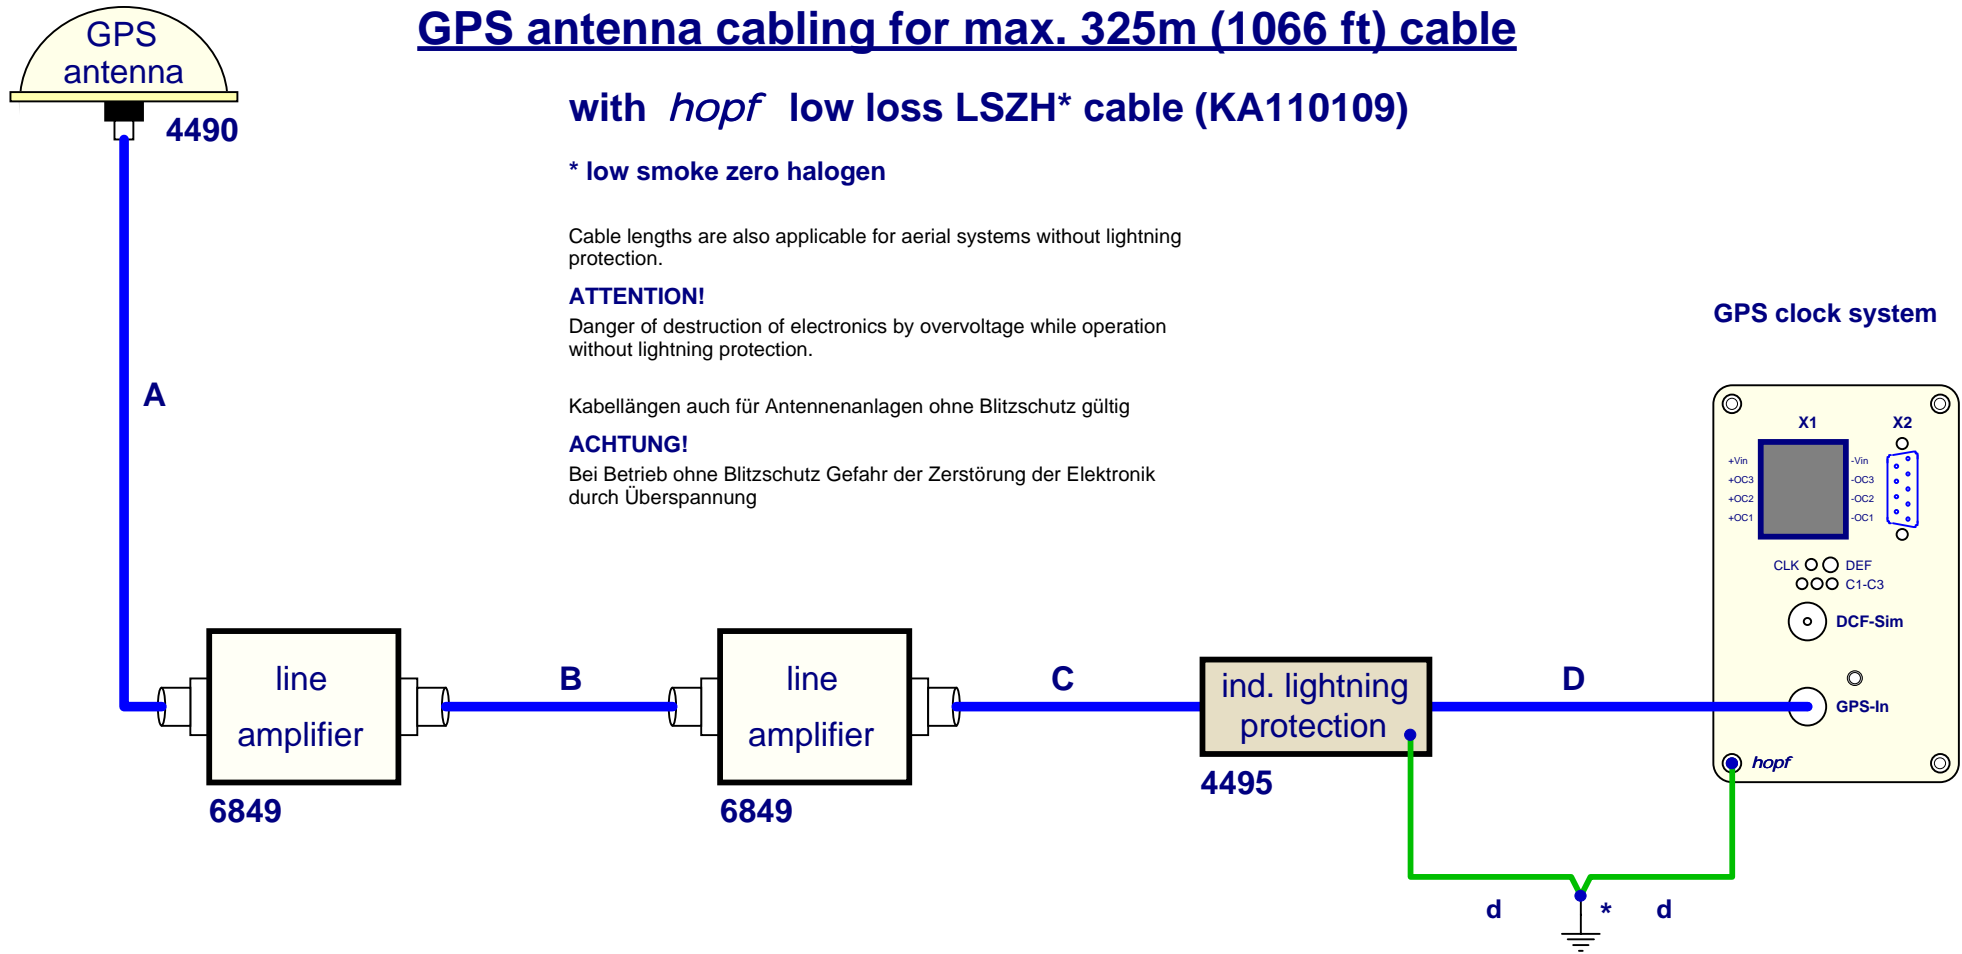 GPS antenna cabling for max. 325m (1066 ft) cable
GPS
antenna
4490
with hopf low loss LSZH* cable (KA110109)
* low smoke zero halogen
Cable lengths are also applicable for aerial systems without lightning
protection.
ATTENTION!
Danger of destruction of electronics by overvoltage while operation
without lightning protection.
Kabellängen auch für Antennenanlagen ohne Blitzschutz gültig
ACHTUNG!
Bei Betrieb ohne Blitzschutz Gefahr der Zerstörung der Elektronik
durch Überspannung
A
line
amplifier
6849
B
line
amplifier
6849
C
ind. lightning
protection
4495
D
GPS clock system
X1 X2
+Vin -Vin
+OC3 -OC3
+OC2 -OC2
+OC1 -OC1
CLK DEF
C1-C3
DCF-Sim
GPS-In
hopf
d * d